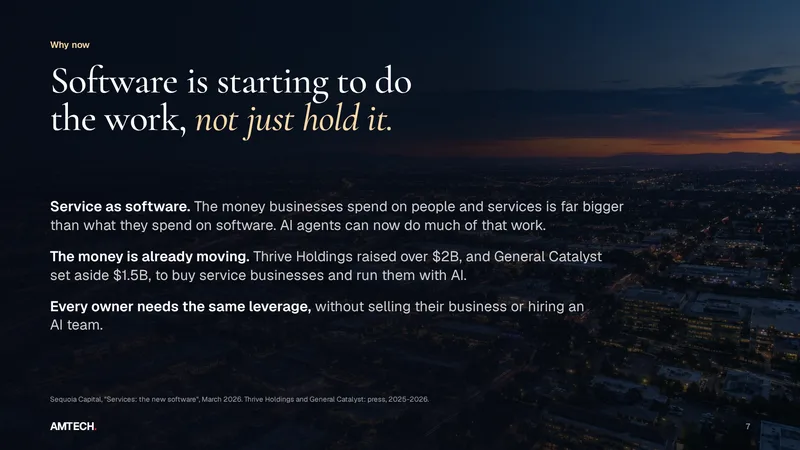 Why now
Software is starting to do
the work, not just hold it.
Service as software. The money businesses spend on people and services is far bigger
than what they spend on software. AI agents can now do much of that work.
The money is already moving. Thrive Holdings raised over $2B, and General Catalyst
set aside $1.5B, to buy service businesses and run them with AI.
Every owner needs the same leverage, without selling their business or hiring an
AI team.
Sequoia Capital, "Services: the new software", March 2026. Thrive Holdings and General Catalyst: press, 2025-2026.
AMTECH.
7